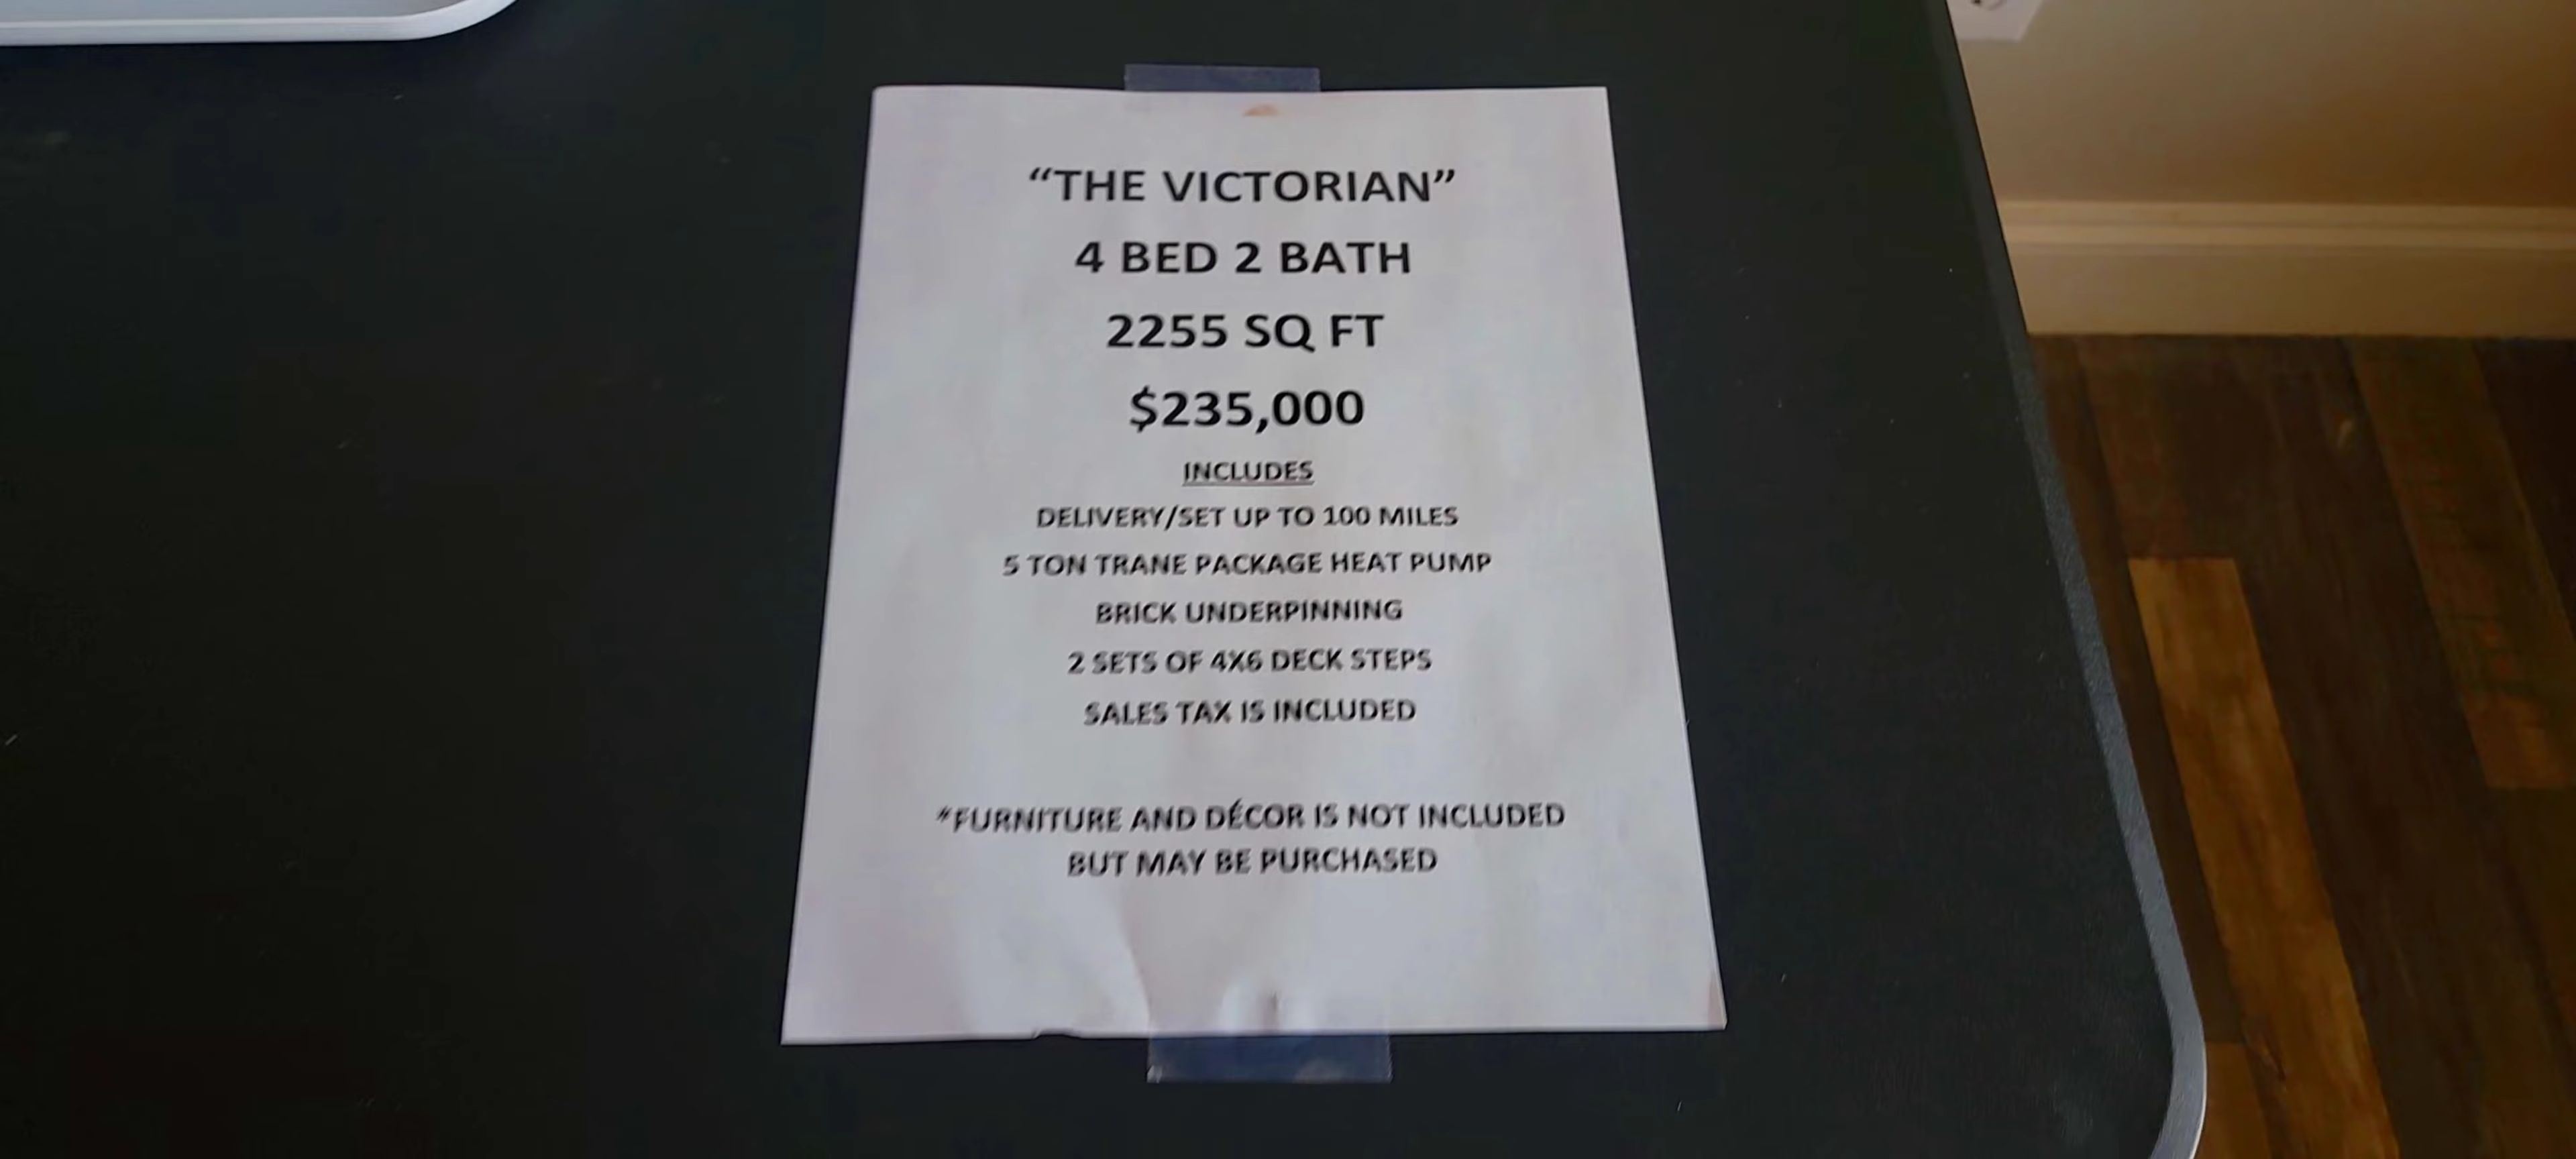 “THE VICTORIAN”
4 BED 2 BATH
2255 SQ FT
$235,000
INCLUDES
DELIVERY/SET UP TO 100 MILES
5 TON TRANE PACKAGE HEAT PUMP
BRICK UNDERPINNING
2 SETS OF 4X6 DECK STEPS
SALES TAX IS INCLUDED
*FURNITURE AND DÉCOR IS NOT INCLUDED
BUT MAY BE PURCHASED